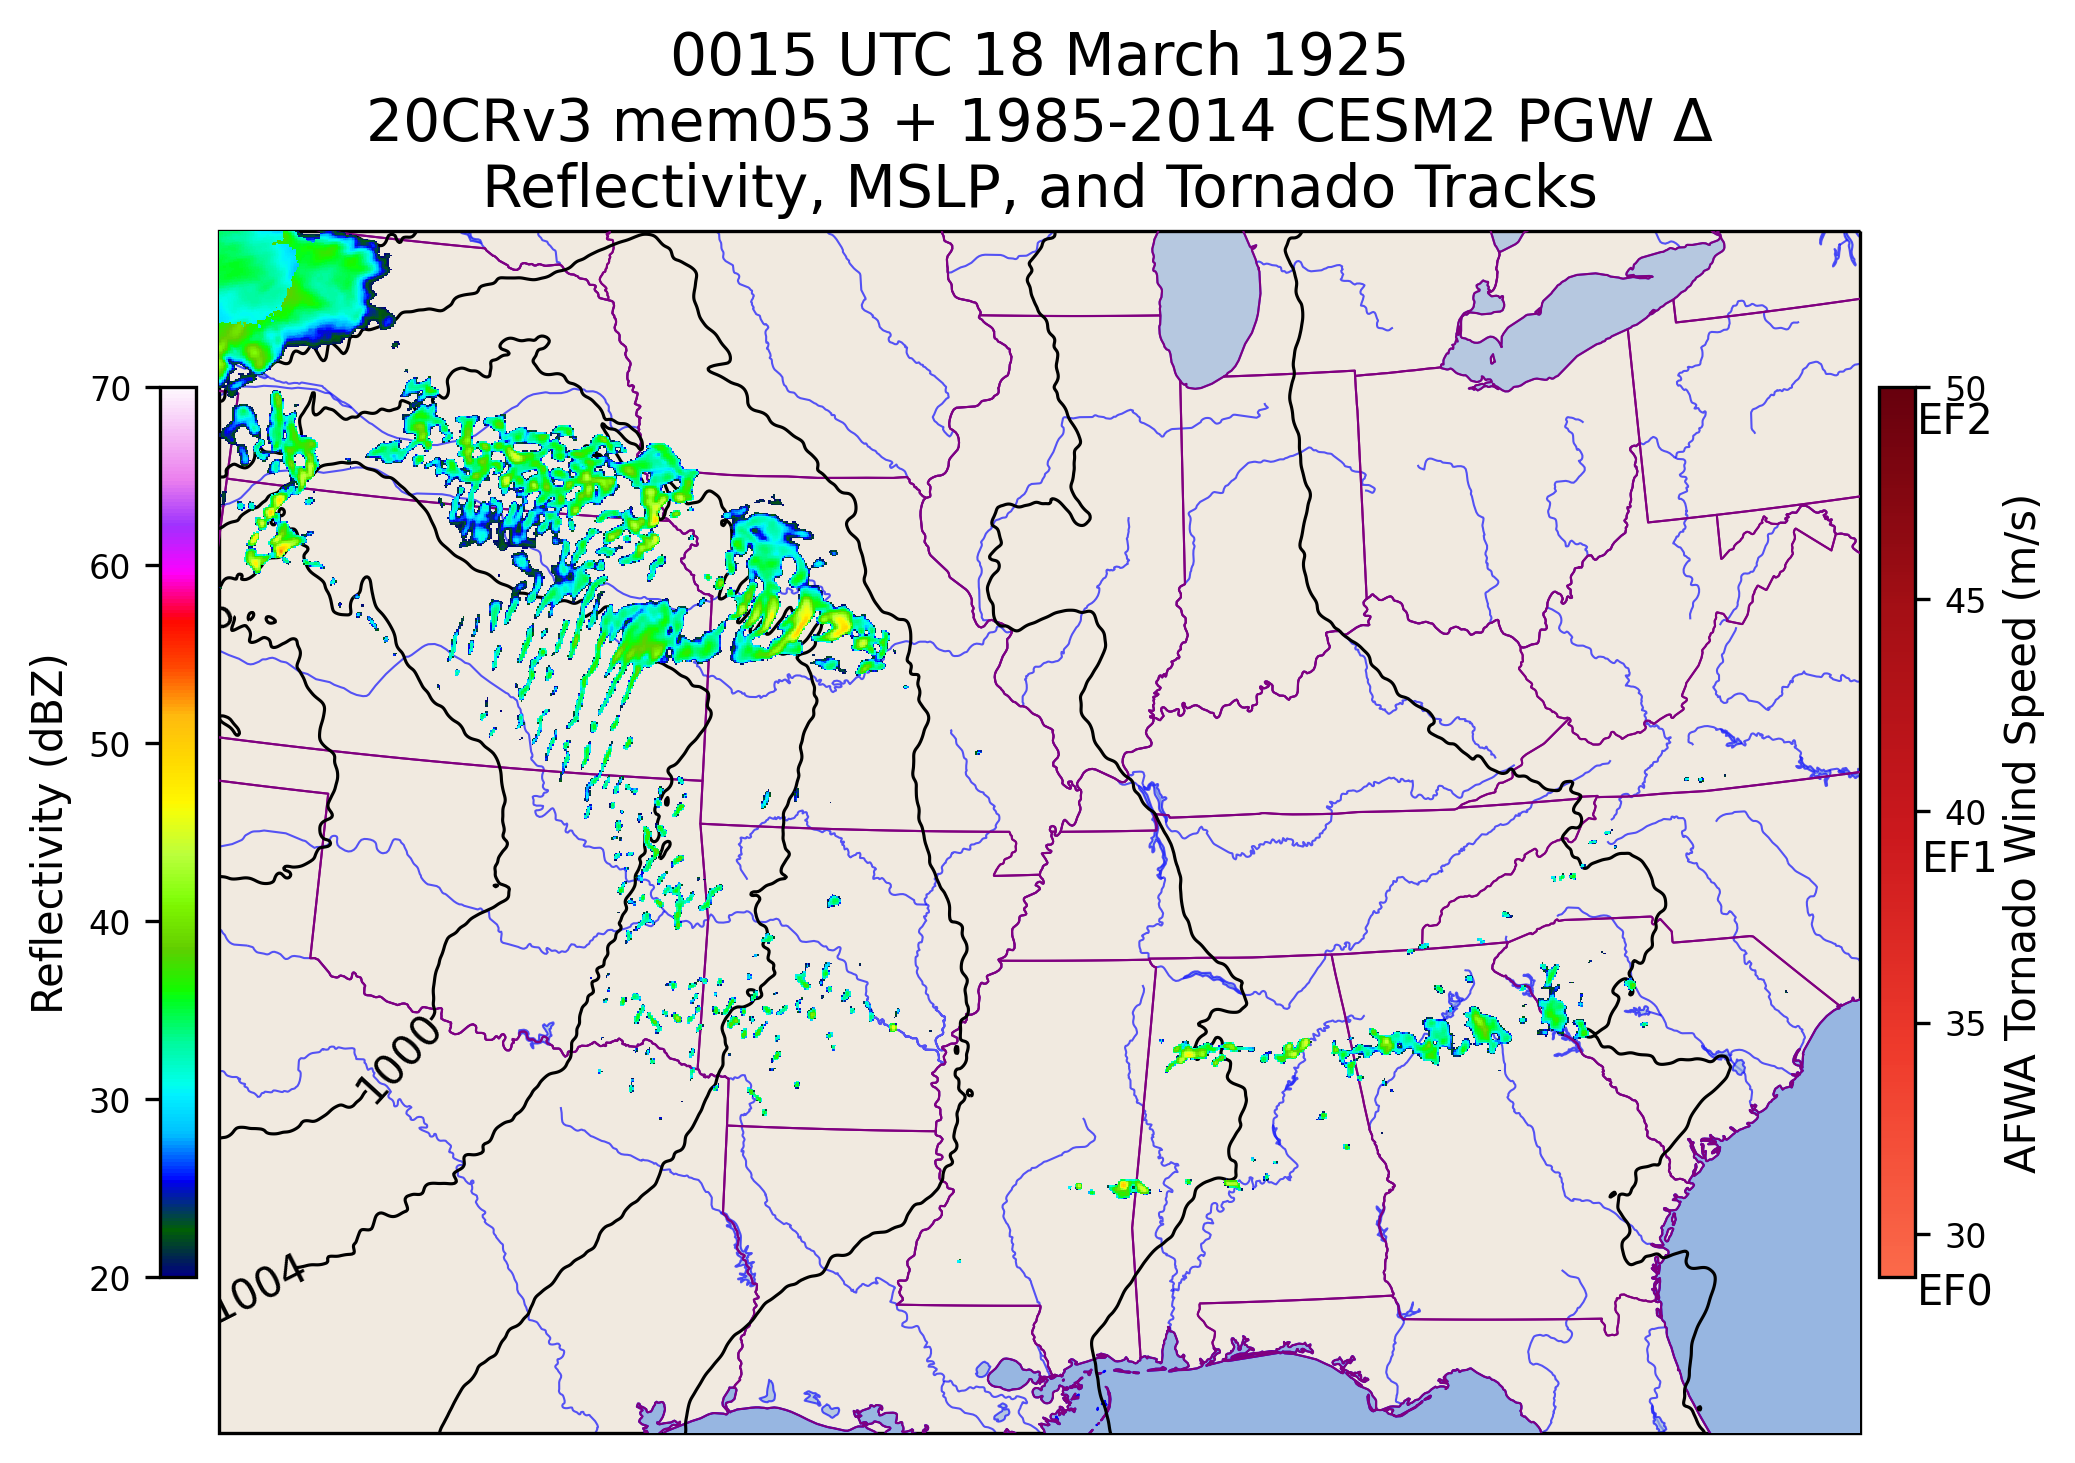 0015 UTC 18 March 1925
20CRv3 mem053 + 1985-2014 CESM2 PGW Δ
Reflectivity, MSLP, and Tornado Tracks
70
60
50
40
30
20
Reflectivity (dBZ)
1000
1004
50
EF2
45
40
EF1
35
30
EF0
AFWA Tornado Wind Speed (m/s)